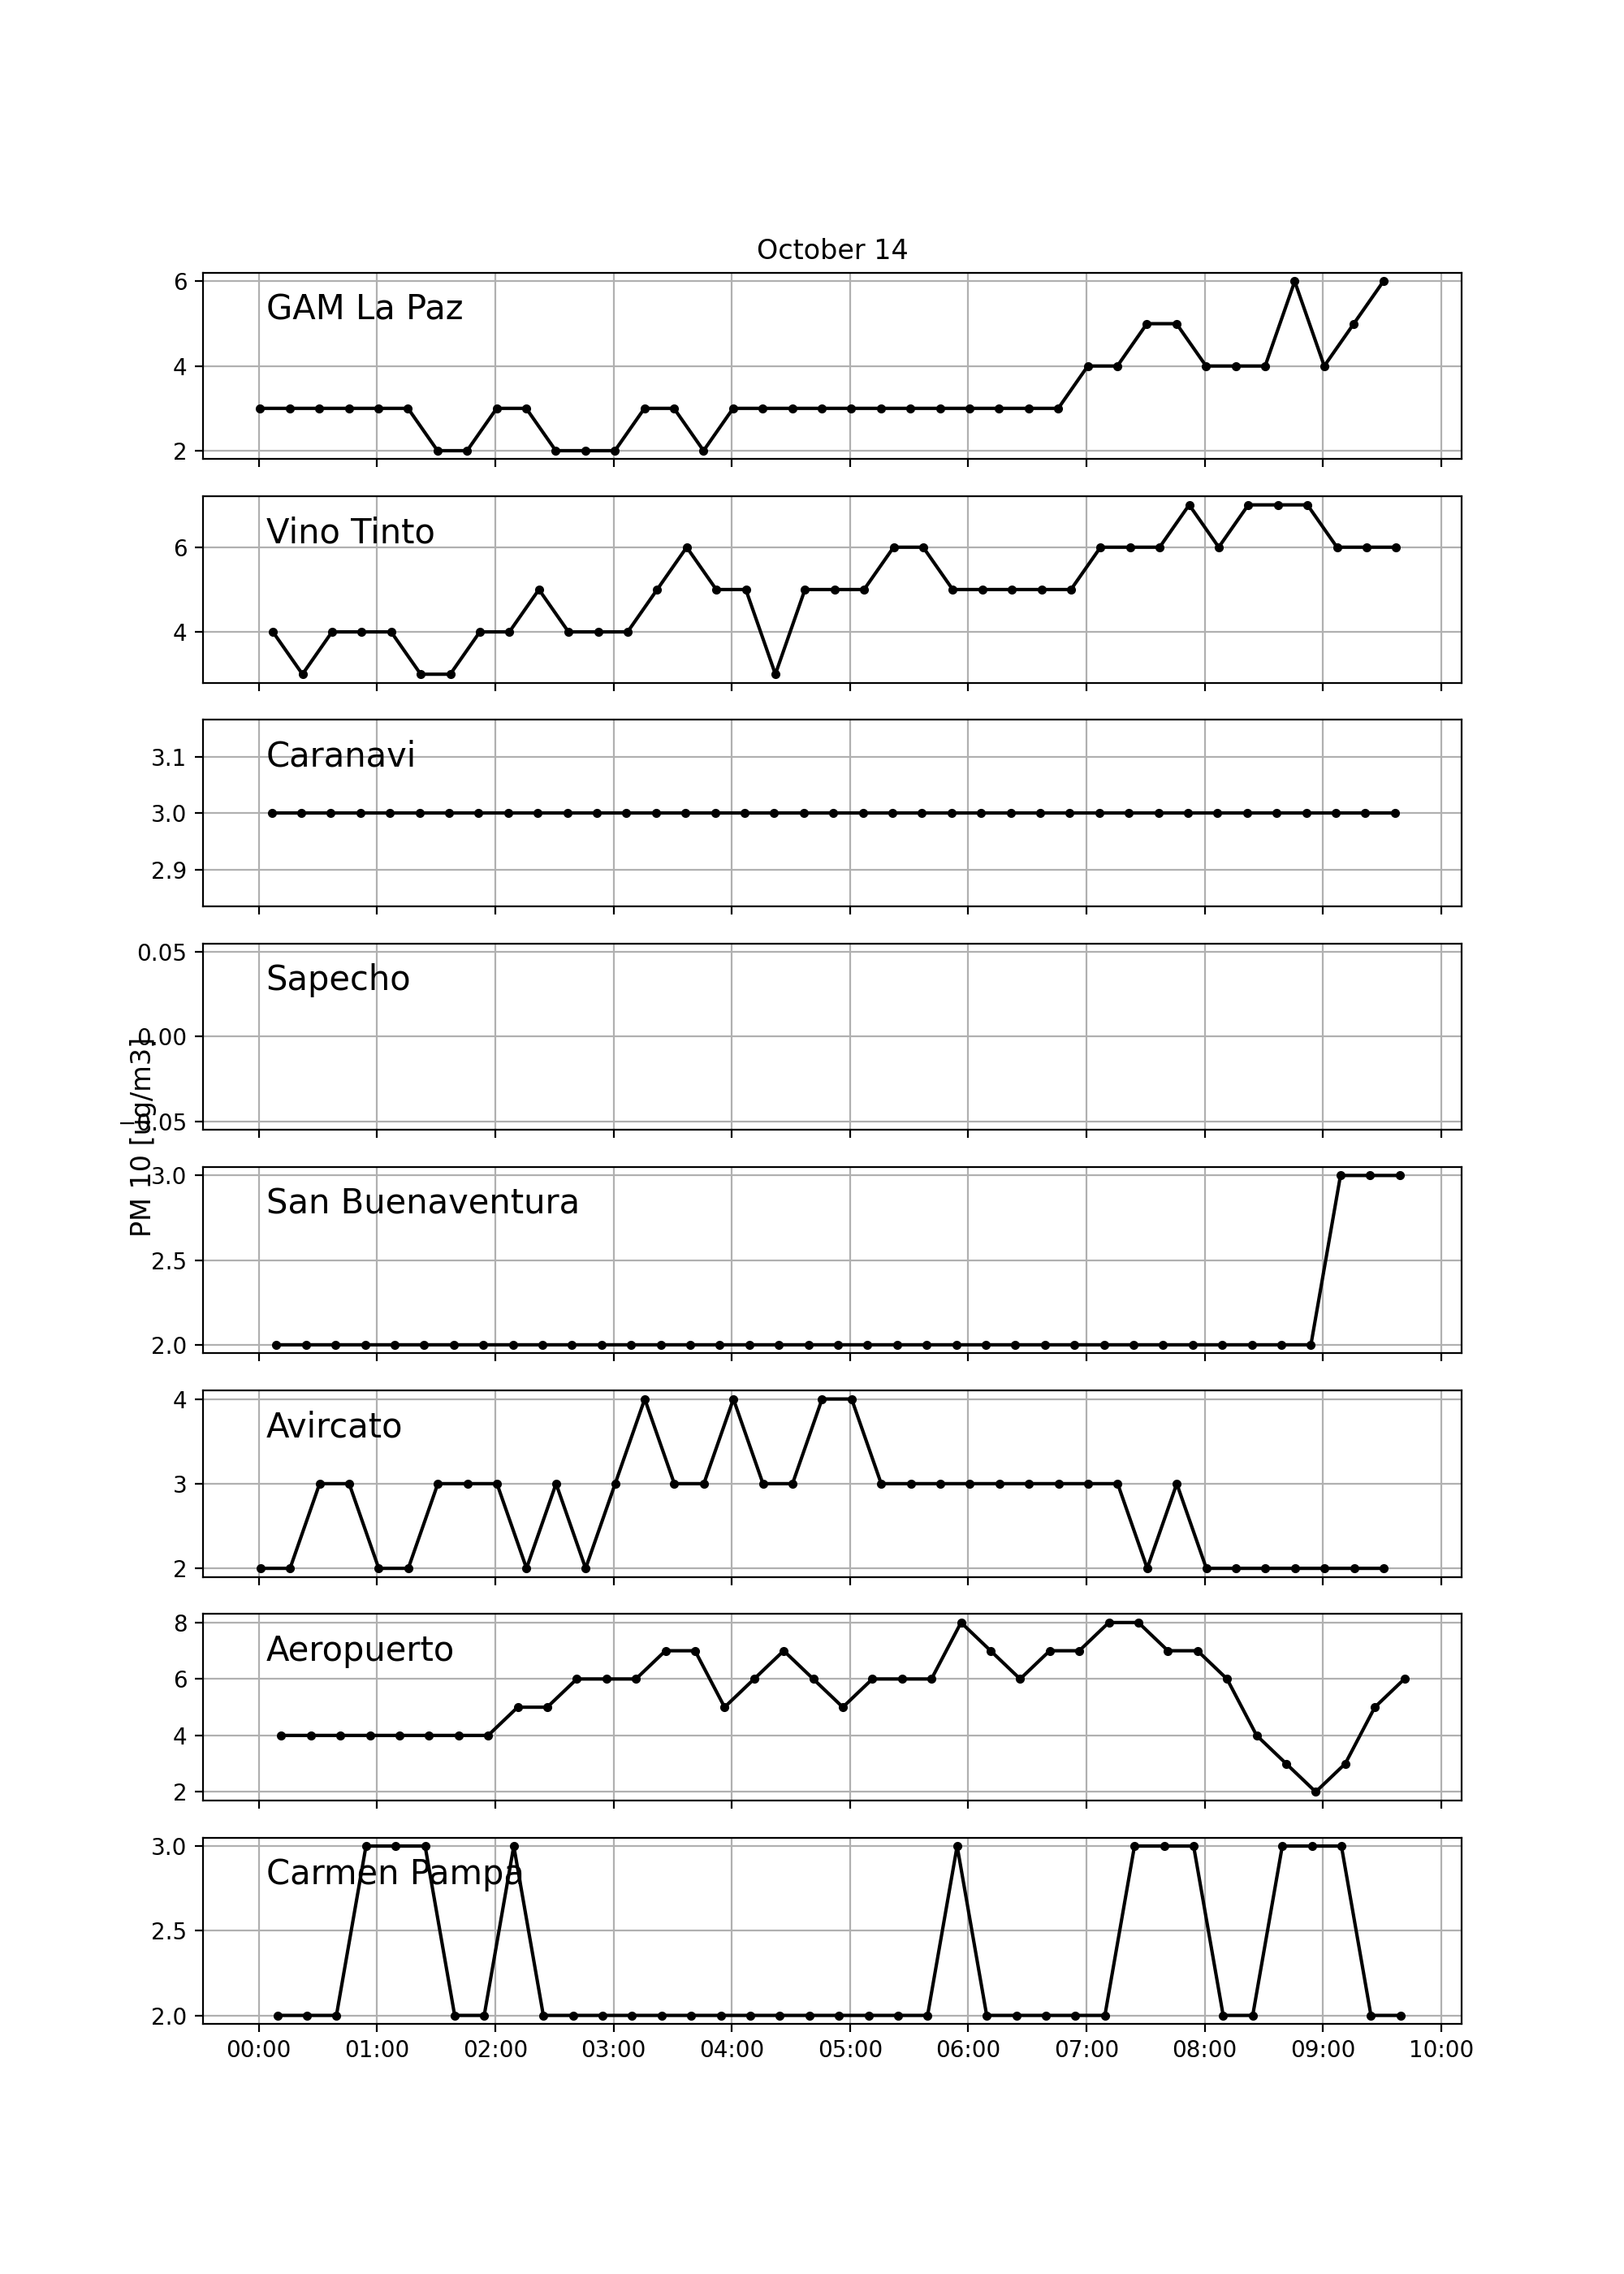 October 14
6
GAM La Paz
4
2
Vino Tinto
6
4
3.1
Caranavi
3.0
2.9
0.05
Sapecho
0.00
−0.05
PM 10 [ug/m3]
3.0
San Buenaventura
2.5
2.0
4
Avircato
3
2
8
Aeropuerto
6
4
2
3.0
Carmen Pampa
2.5
2.0
00:00 01:00 02:00 03:00 04:00 05:00 06:00 07:00 08:00 09:00 10:00